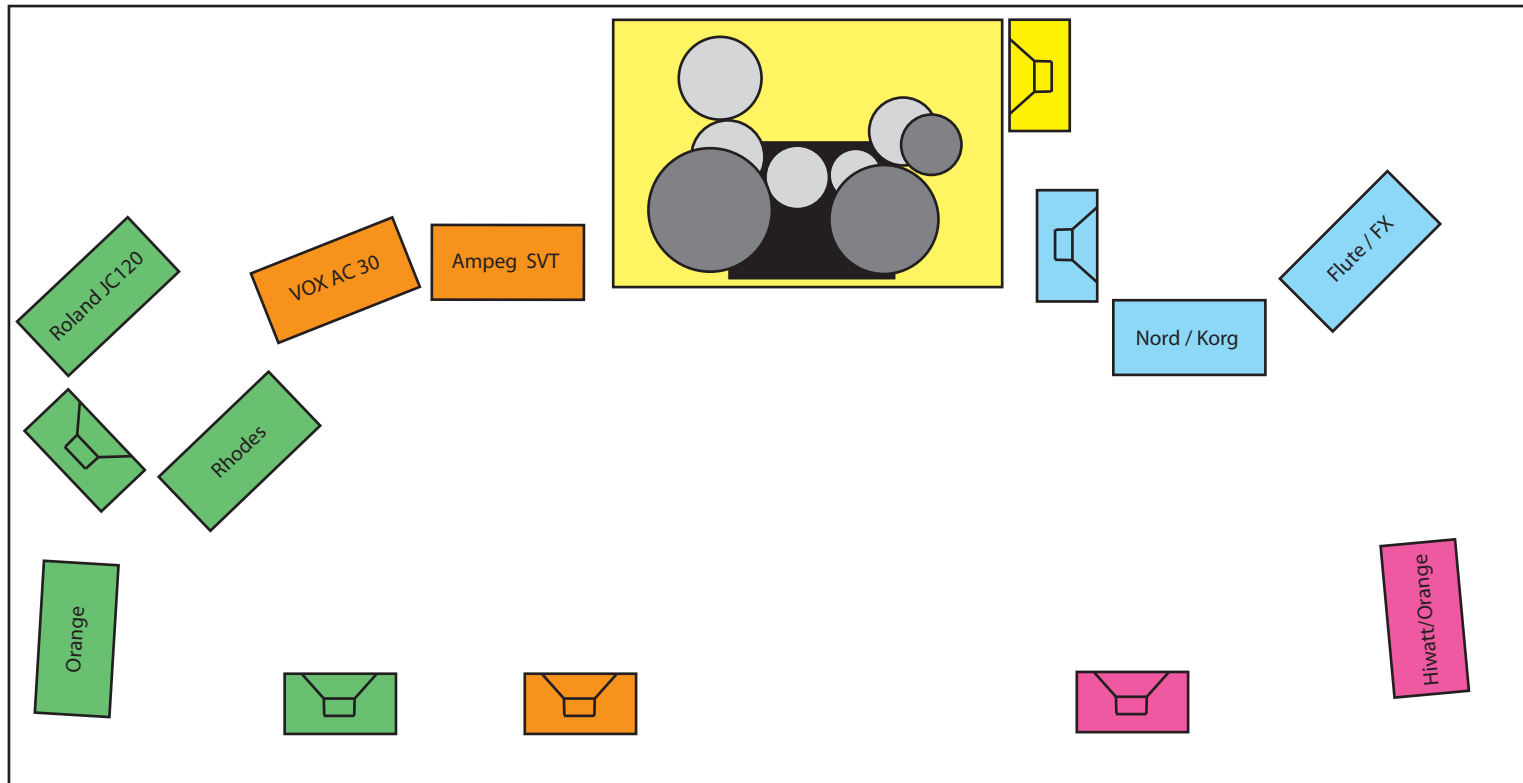 Roland JC120
VOX AC 30
Ampeg SVT
Flute / FX
Nord / Korg
Rhodes
Orange
Hiwatt/Orange